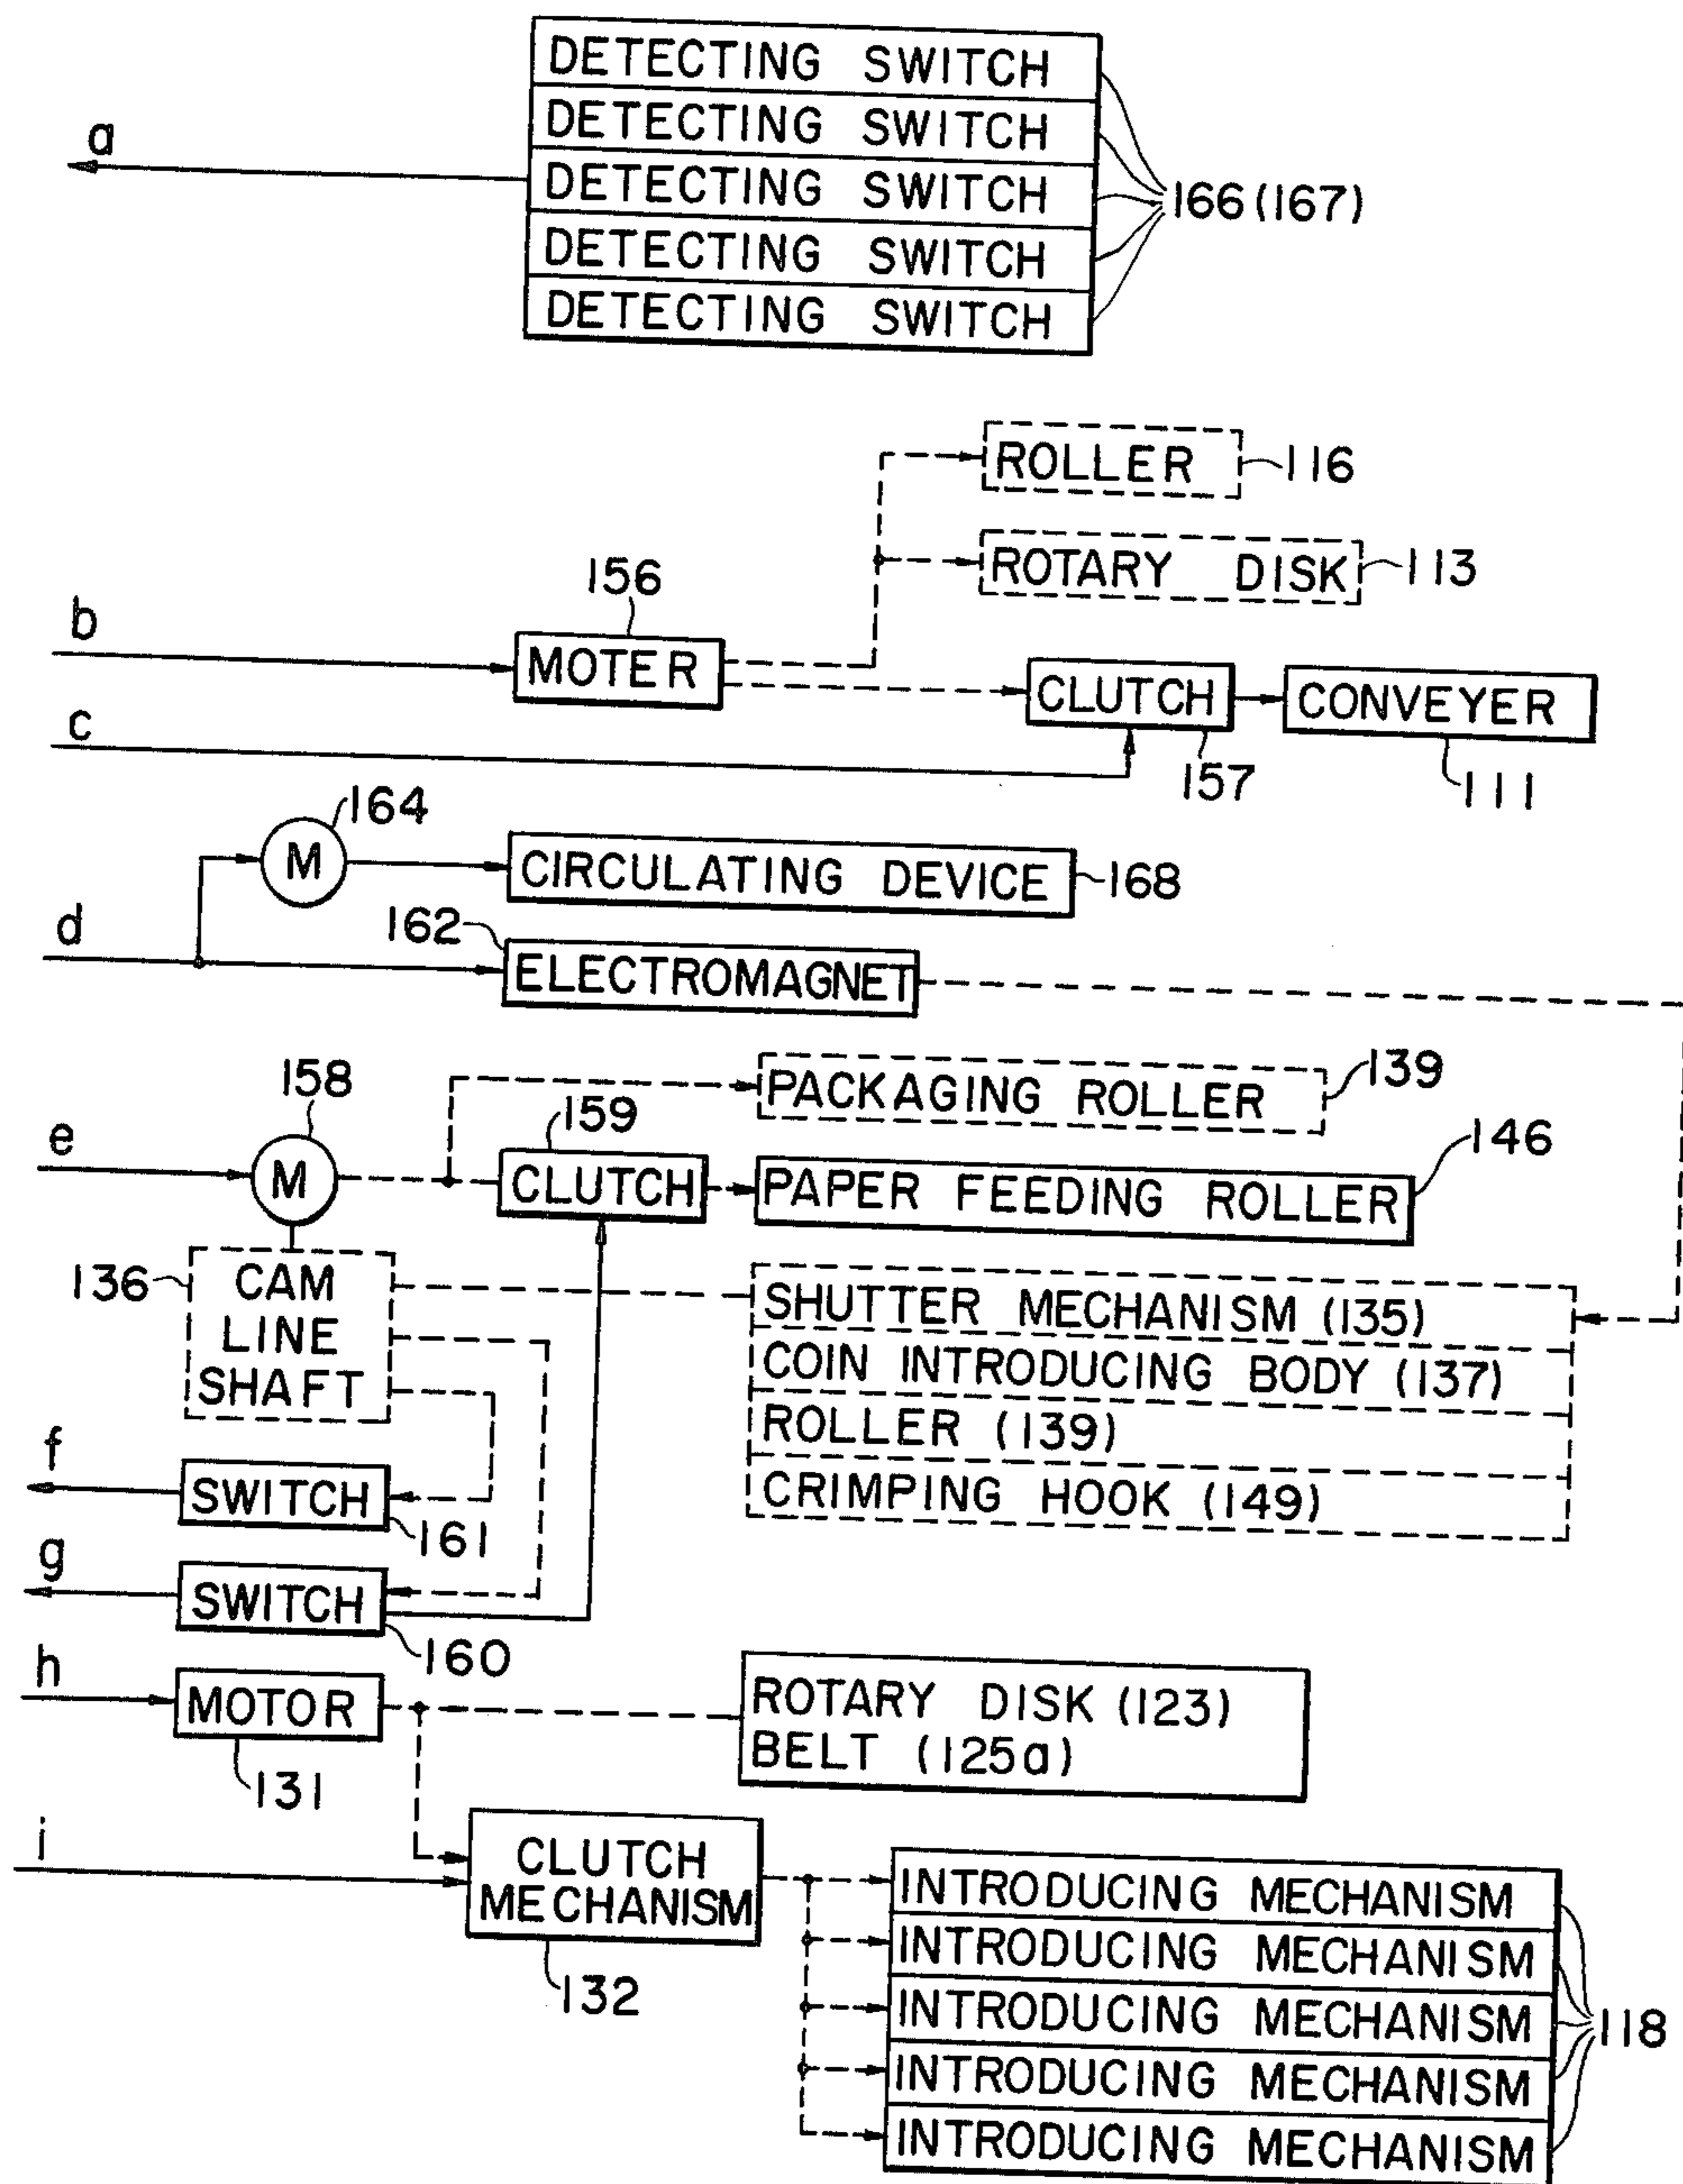 DETECTING SWITCH
DETECTING SWITCH
DETECTING SWITCH
DETECTING SWITCH
DETECTING SWITCH
166 (167)
a
ROLLER
116
ROTARY DISK
113
156
b
MOTER
CLUTCH
CONVEYER
c
157
111
164
M
CIRCULATING DEVICE
168
d
162
ELECTROMAGNET
158
PACKAGING ROLLER
139
e
M
159
CLUTCH
PAPER FEEDING ROLLER
146
136
CAM
LINE
SHAFT
SHUTTER MECHANISM (135)
COIN INTRODUCING BODY (137)
ROLLER (139)
CRIMPING HOOK (149)
f
SWITCH
161
g
SWITCH
160
h
MOTOR
131
ROTARY DISK (123)
BELT (125a)
i
CLUTCH
MECHANISM
132
INTRODUCING MECHANISM
INTRODUCING MECHANISM
INTRODUCING MECHANISM
INTRODUCING MECHANISM
INTRODUCING MECHANISM
118